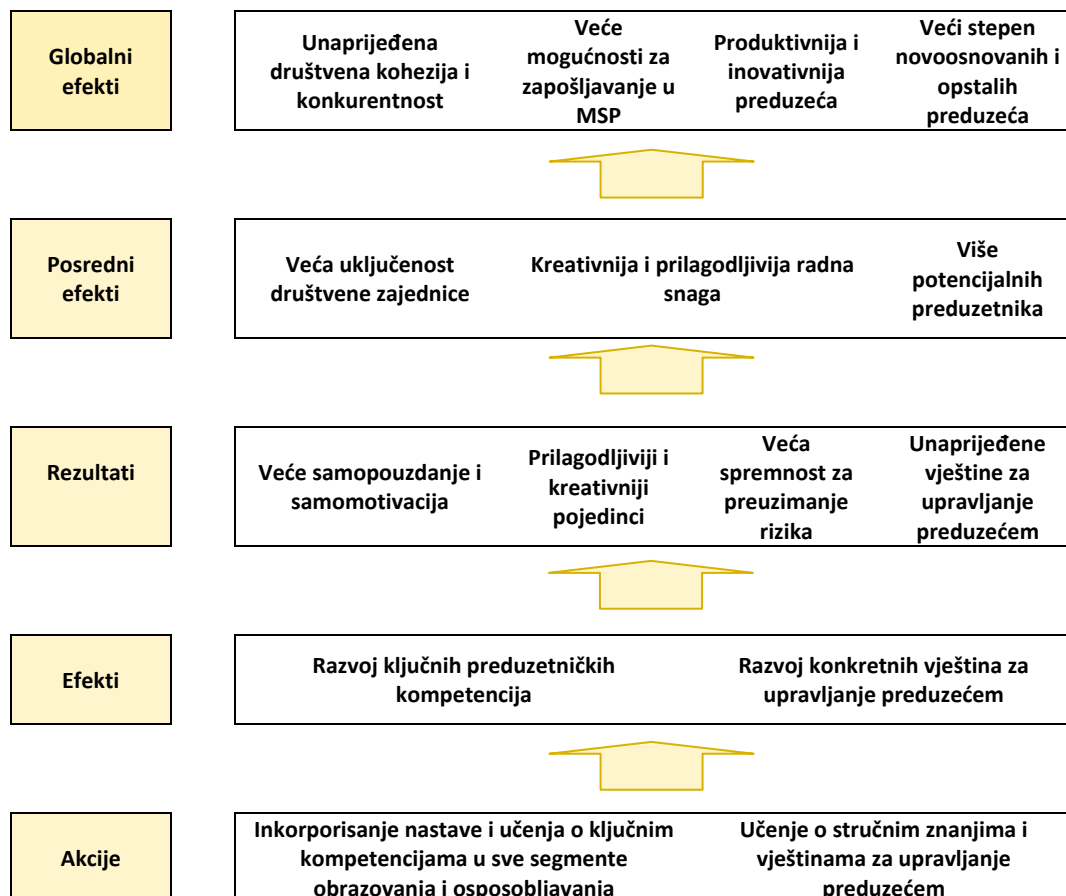 Globalni
efekti
Unaprijeđena
društvena kohezija i
konkurentnost
Veće
mogućnosti za
zapošljavanje u
MSP
Produktivnija i
inovativnija
preduzeća
Veći stepen
novoosnovanih i
opstalih
preduzeća
Posredni
efekti
Veća uključenost
društvene zajednice
Kreativnija i prilagodljivija radna
snaga
Više
potencijalnih
preduzetnika
Rezultati
Veće samopouzdanje i
samomotivacija
Prilagodljiviji i
kreativniji
pojedinci
Veća
spremnost za
preuzimanje
rizika
Unaprijeđene
vještine za
upravljanje
preduzećem
Efekti
Razvoj ključnih preduzetničkih
kompetencija
Razvoj konkretnih vještina za
upravljanje preduzećem
Akcije
Inkorporisanje nastave i učenja o ključnim
kompetencijama u sve segmente
obrazovanja i osposobljavanja
Učenje o stručnim znanjima i
vještinama za upravljanje
preduzećem